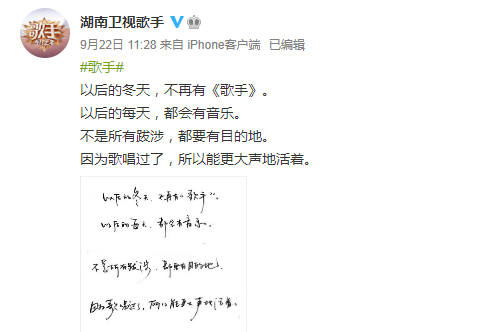 湖南卫视歌手
9月22日 11:28 来自 iPhone客户端 已编辑
#歌手#
以后的冬天，不再有《歌手》。
以后的每天，都会有音乐。
不是所有跋涉，都要有目的地。
因为歌唱过了，所以能更大声地活着。
以后的冬天，不再有《歌手》。
以后的每天，都会有音乐。
不是所有跋涉，都要有目的地。
因为歌唱过了，所以能更大声地活着。